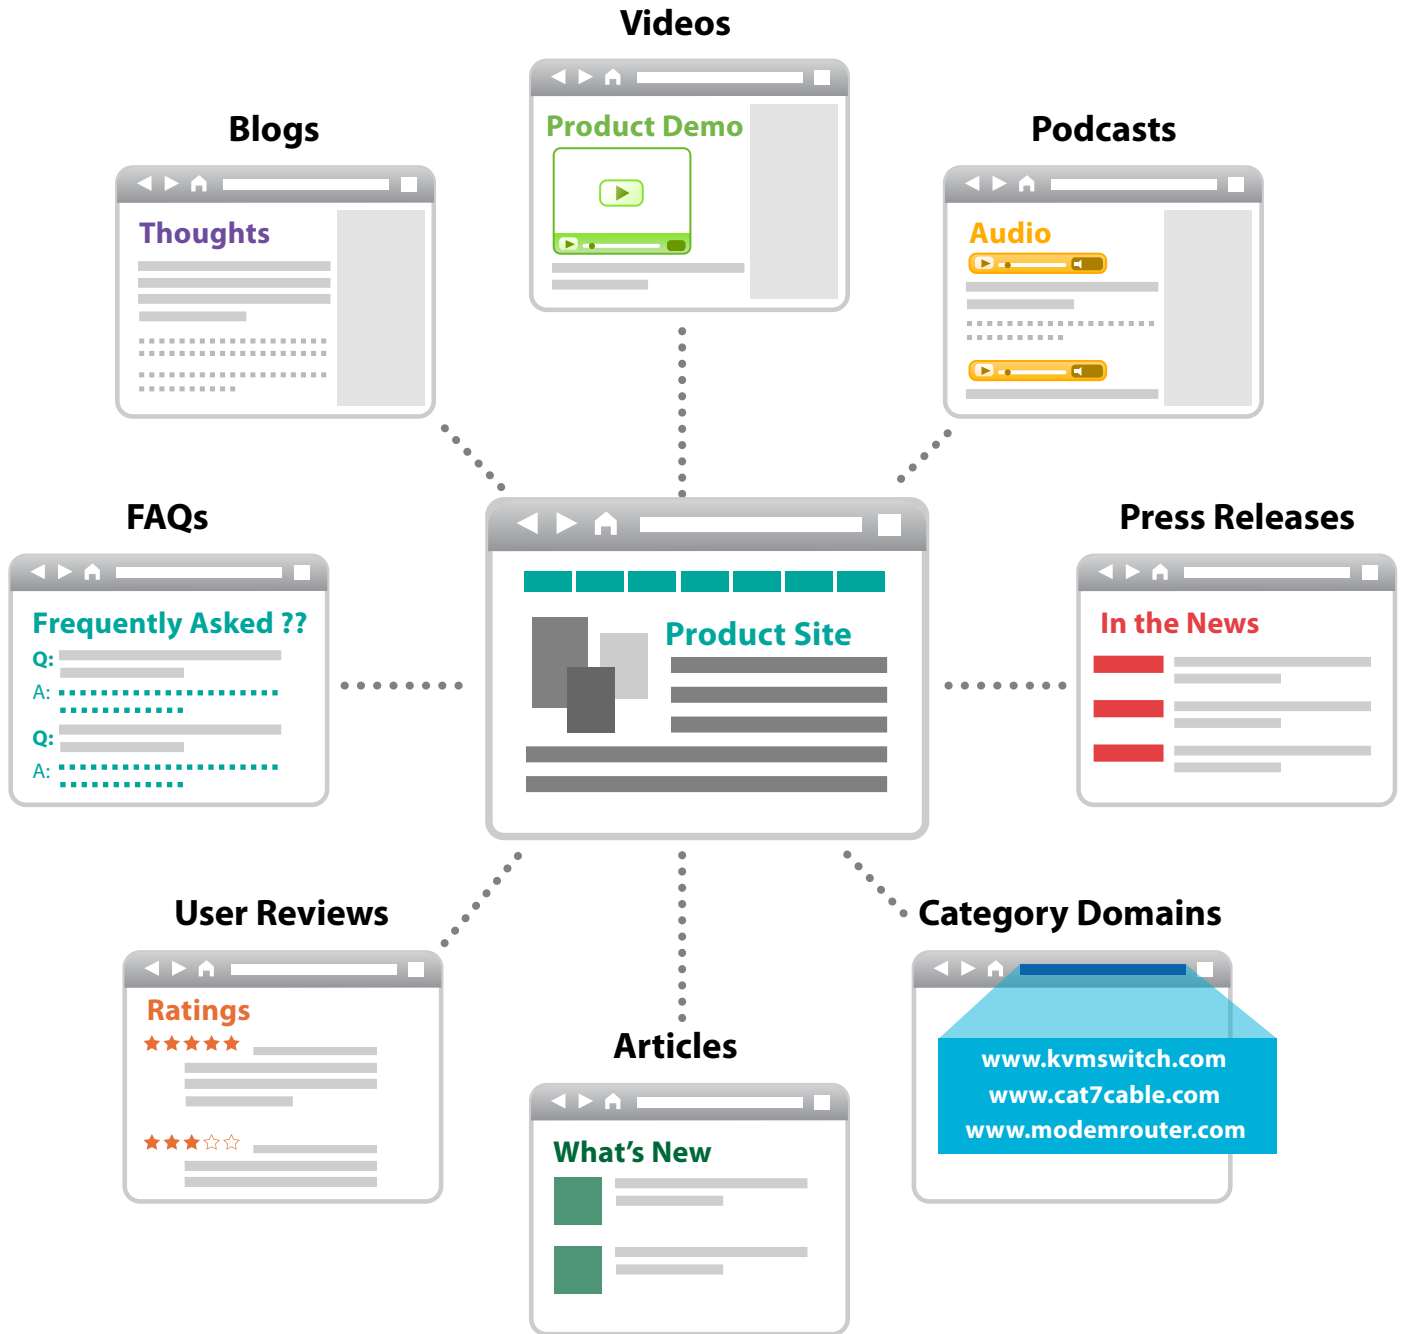 Videos
Product Demo
Blogs
Thoughts
Podcasts
Audio
FAQs
Frequently Asked ??
Q:
A:
Q:
A:
Product Site
Press Releases
In the News
User Reviews
Ratings
Articles
What's New
Category Domains
www.kvmswitch.com
www.cat7cable.com
www.modemrouter.com